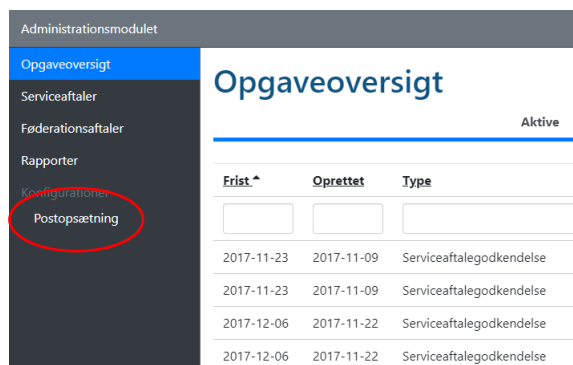 Administrationsmodulet
Opgaveoversigt
Serviceaftaler
Føderationsaftaler
Rapporter
Konfigurationer
Postopsætning
Opgaveoversigt
Aktive
Frist Oprettet Type
2017-11-23 2017-11-09 Serviceaftalegodkendelse
2017-11-23 2017-11-09 Serviceaftalegodkendelse
2017-12-06 2017-11-22 Serviceaftalegodkendelse
2017-12-06 2017-11-22 Serviceaftalegodkendelse